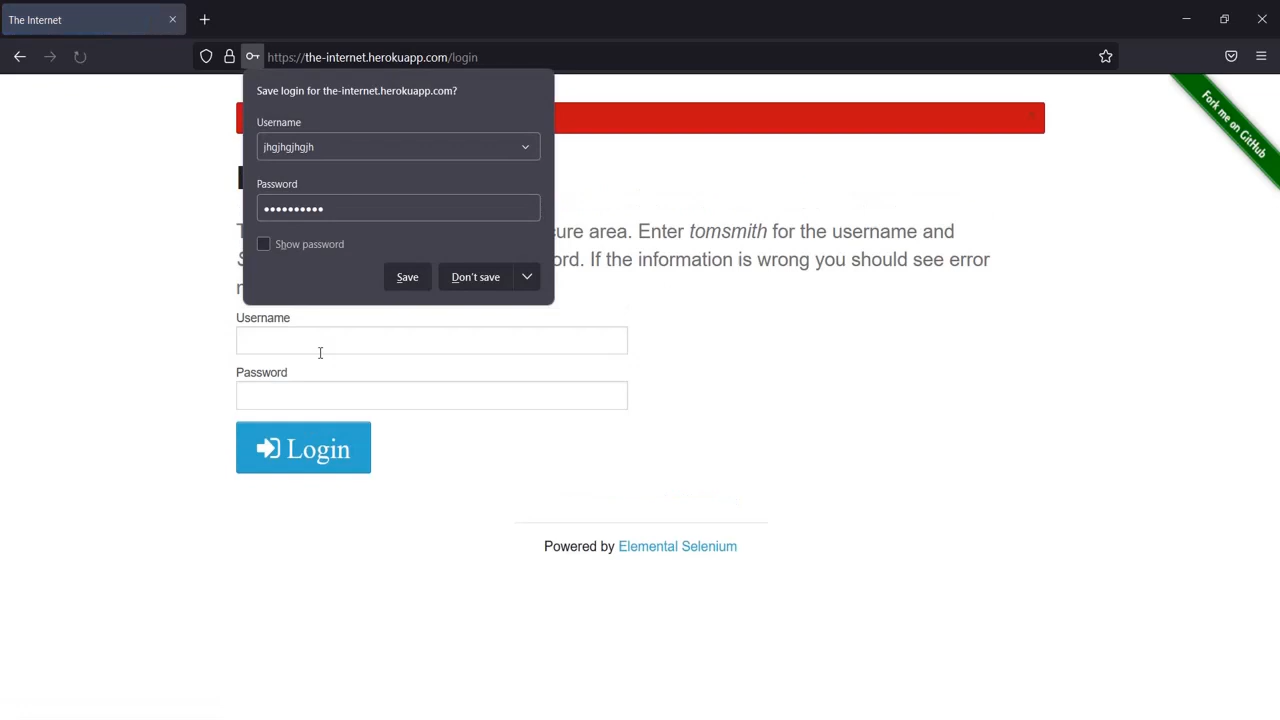 The Internet
https://the-internet.herokuapp.com/login
Save login for the-internet.herokuapp.com?
Username
jhgjhgjhgjh
Password
Show password
Save
Don't save
Fork me on GitHub
cure area. Enter tomsmith for the username and
ord. If the information is wrong you should see error
Username
Password
Login
Powered by Elemental Selenium